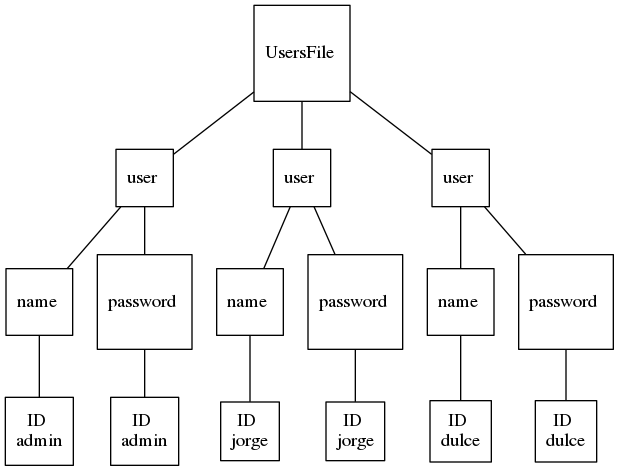 UsersFile
user
user
user
name
password
name
password
name
password
ID
admin
ID
admin
ID
jorge
ID
jorge
ID
dulce
ID
dulce